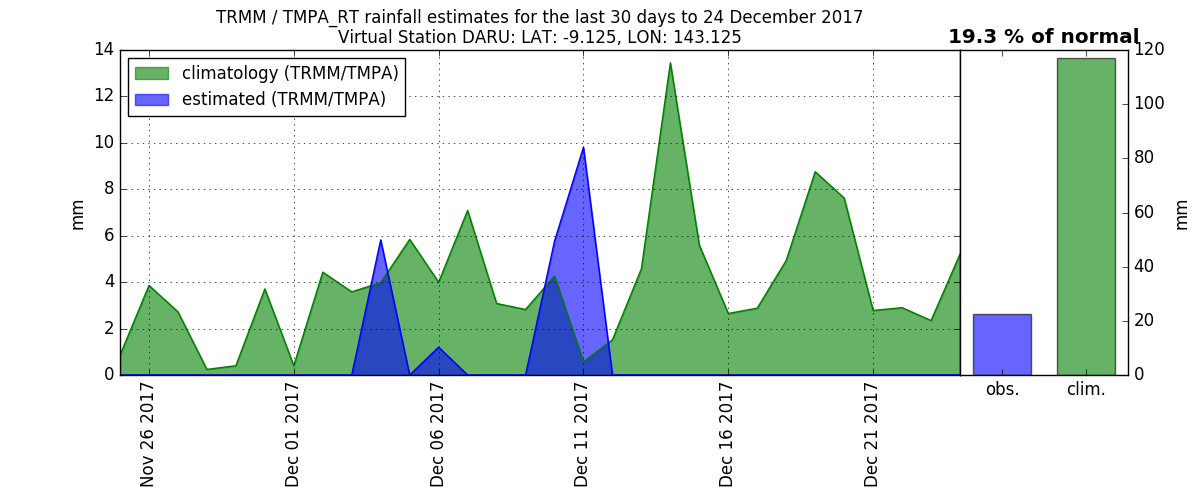 TRMM / TMPA_RT rainfall estimates for the last 30 days to 24 December 2017
Virtual Station DARU: LAT: -9.125, LON: 143.125
19.3 % of normal
climatology (TRMM/TMPA)
estimated (TRMM/TMPA)
mm
14
12
10
8
6
4
2
0
Nov 26 2017
Dec 01 2017
Dec 06 2017
Dec 11 2017
Dec 16 2017
Dec 21 2017
obs.
clim.
120
100
80
60
40
20
0
mm